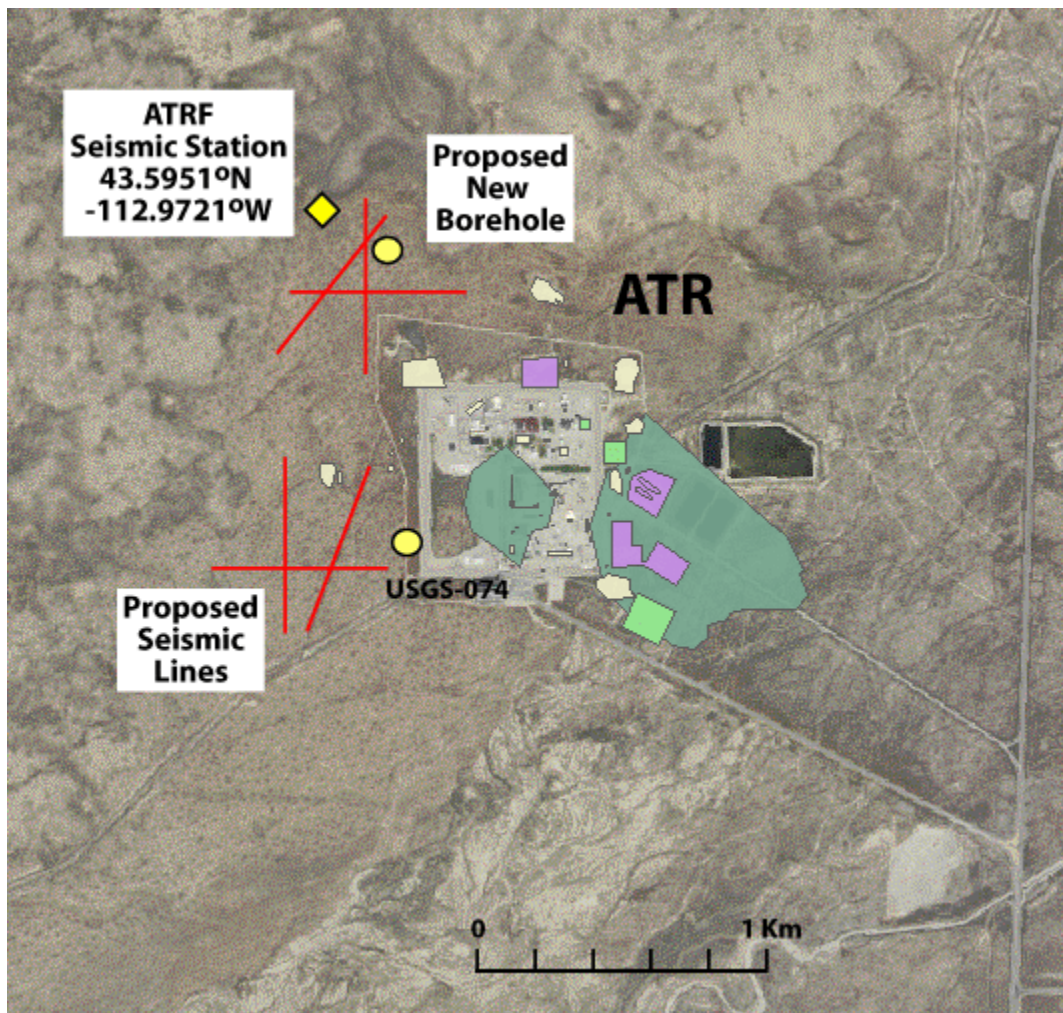 ATRF
Seismic Station
43.5951ºN
-112.9721ºW
Proposed
New
Borehole
ATR
USGS-074
Proposed
Seismic
Lines
0
1 Km